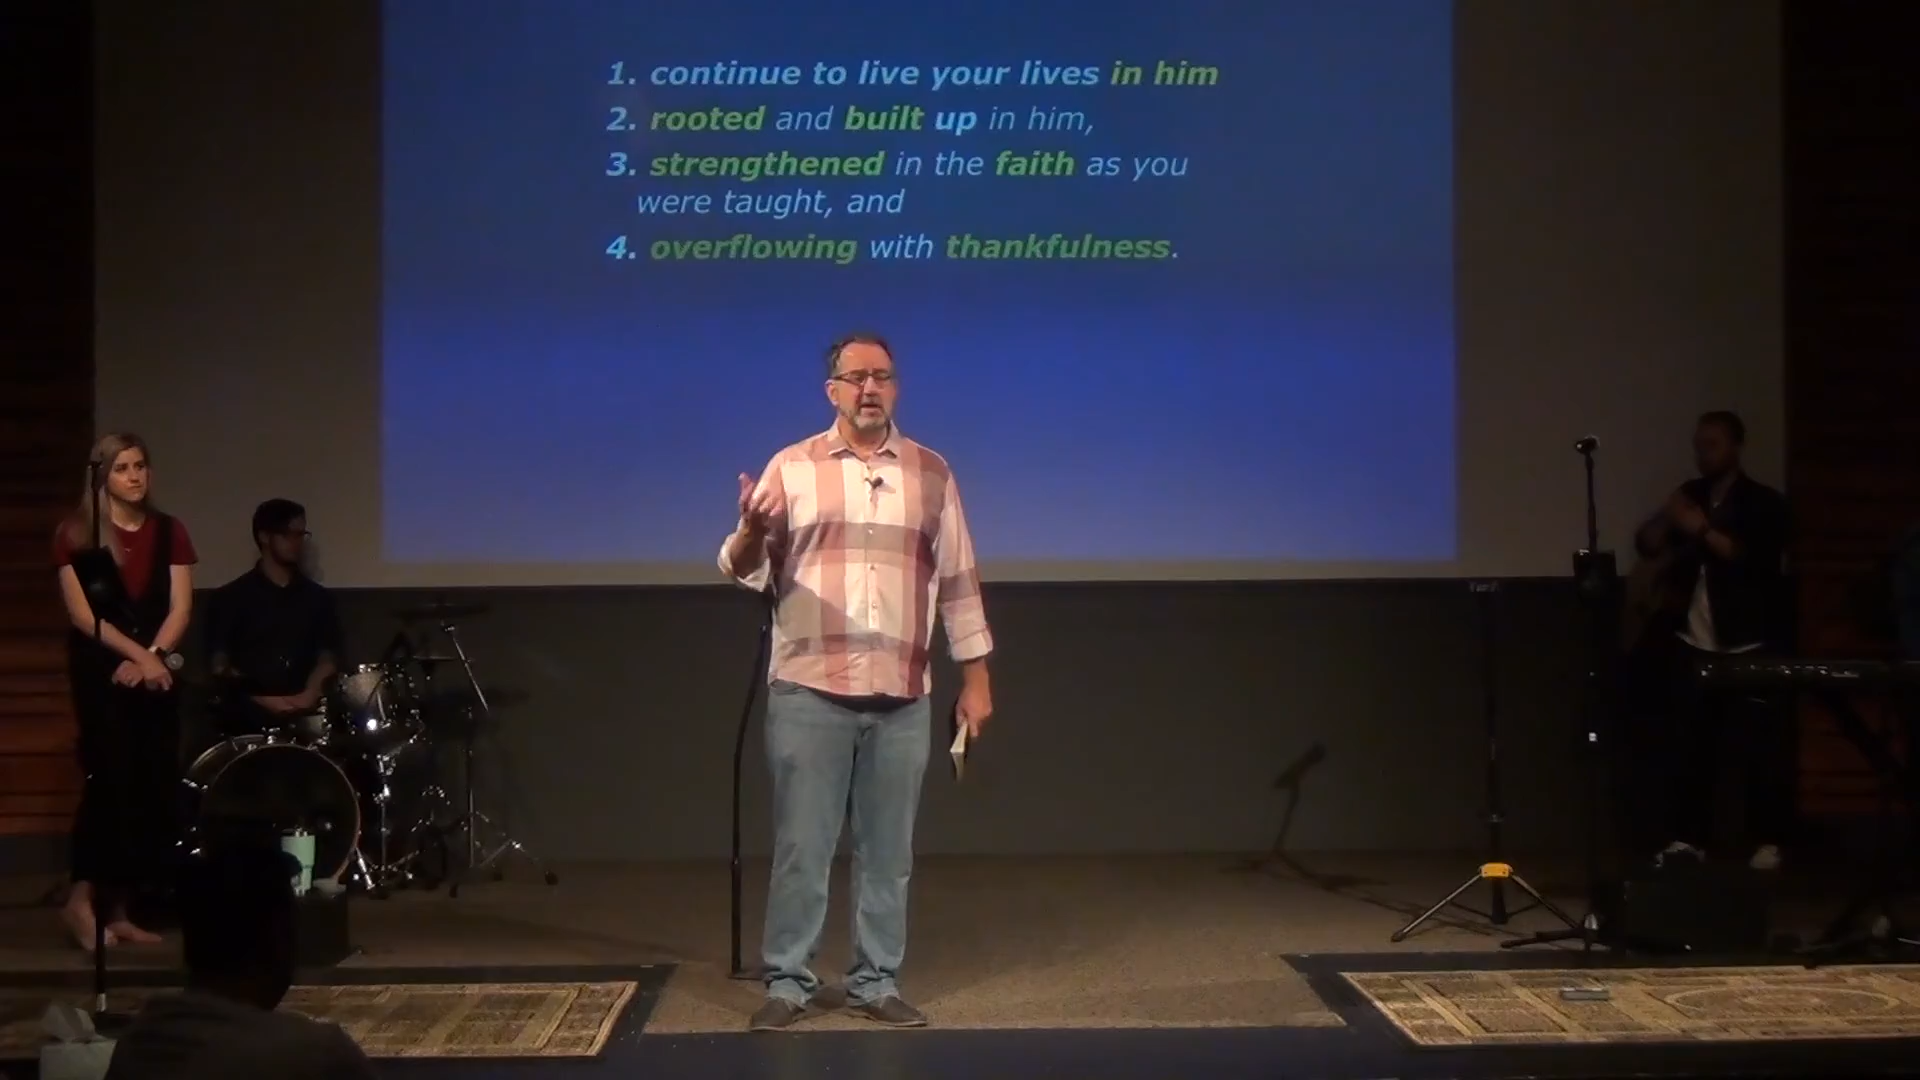 1. continue to live your lives in him
2. rooted and built up in him,
3. strengthened in the faith as you
were taught, and
4. overflowing with thankfulness.